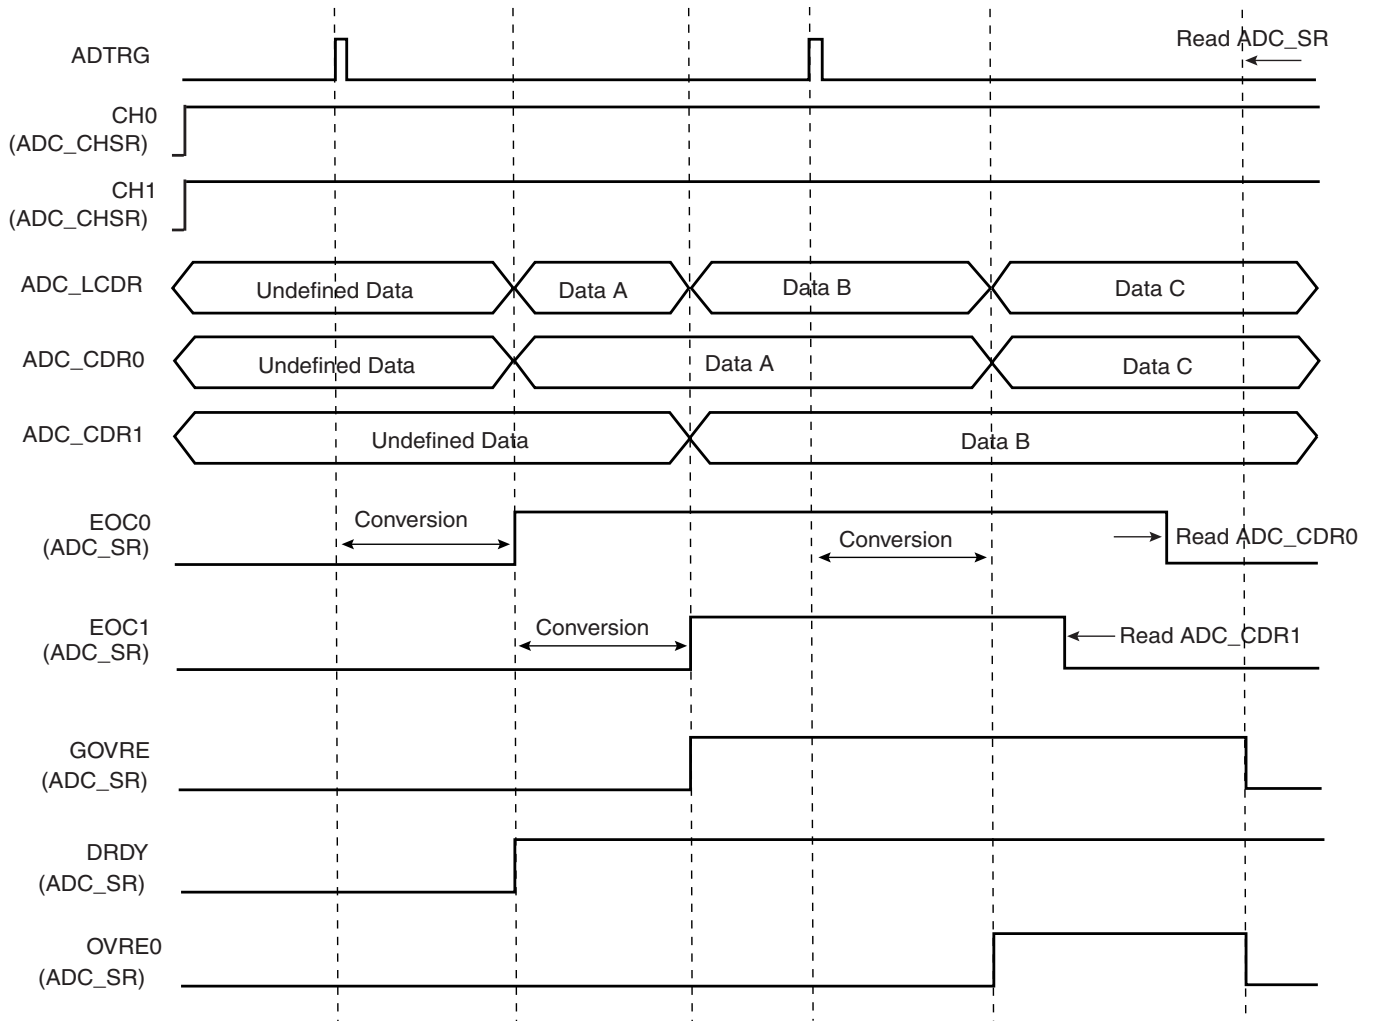 Read ADC_SR
ADTRG
CH0
(ADC_CHSR)
CH1
(ADC_CHSR)
ADC_LCDR
Undefined Data
Data A
Data B
Data C
ADC_CDR0
Undefined Data
Data A
Data C
ADC_CDR1
Undefined Data
Data B
EOC0
(ADC_SR)
Conversion
Conversion
Read ADC_CDR0
EOC1
(ADC_SR)
Conversion
Read ADC_CDR1
GOVRE
(ADC_SR)
DRDY
(ADC_SR)
OVRE0
(ADC_SR)